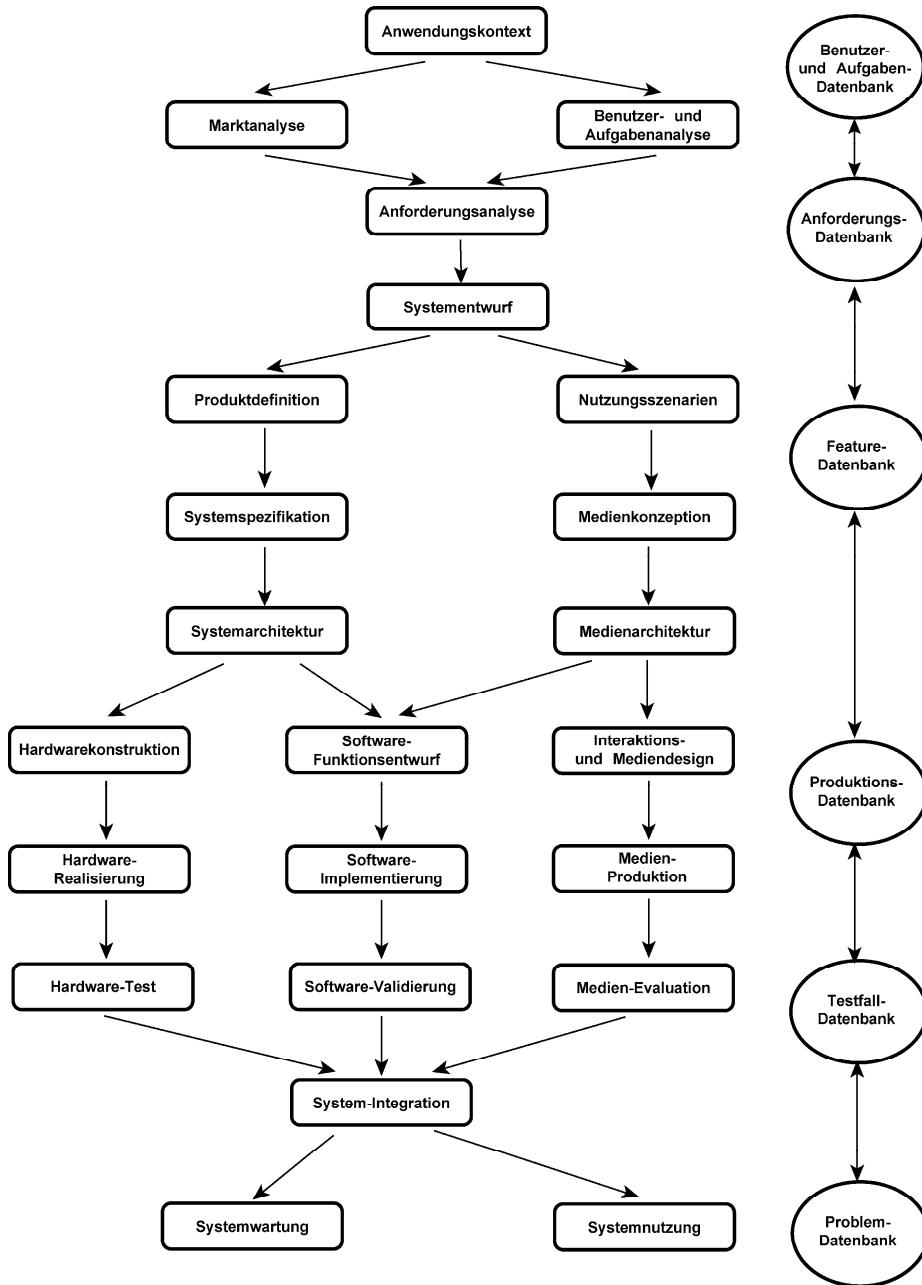 Anwendungskontext
Benutzer-
und Aufgaben-
Datenbank
Marktanalyse
Benutzer- und
Aufgabenanalyse
Anforderungsanalyse
Anforderungs-
Datenbank
Systementwurf
Produktdefinition
Nutzungsszenarien
Feature-
Datenbank
Systemspezifikation
Medienkonzeption
Systemarchitektur
Medienarchitektur
Hardwarekonstruktion
Software-
Funktionsentwurf
Interaktions-
und Mediendesign
Produktions-
Datenbank
Hardware-
Realisierung
Software-
Implementierung
Medien-
Produktion
Hardware-Test
Software-Validierung
Medien-Evaluation
Testfall-
Datenbank
System-Integration
Systemwartung
Systemnutzung
Problem-
Datenbank